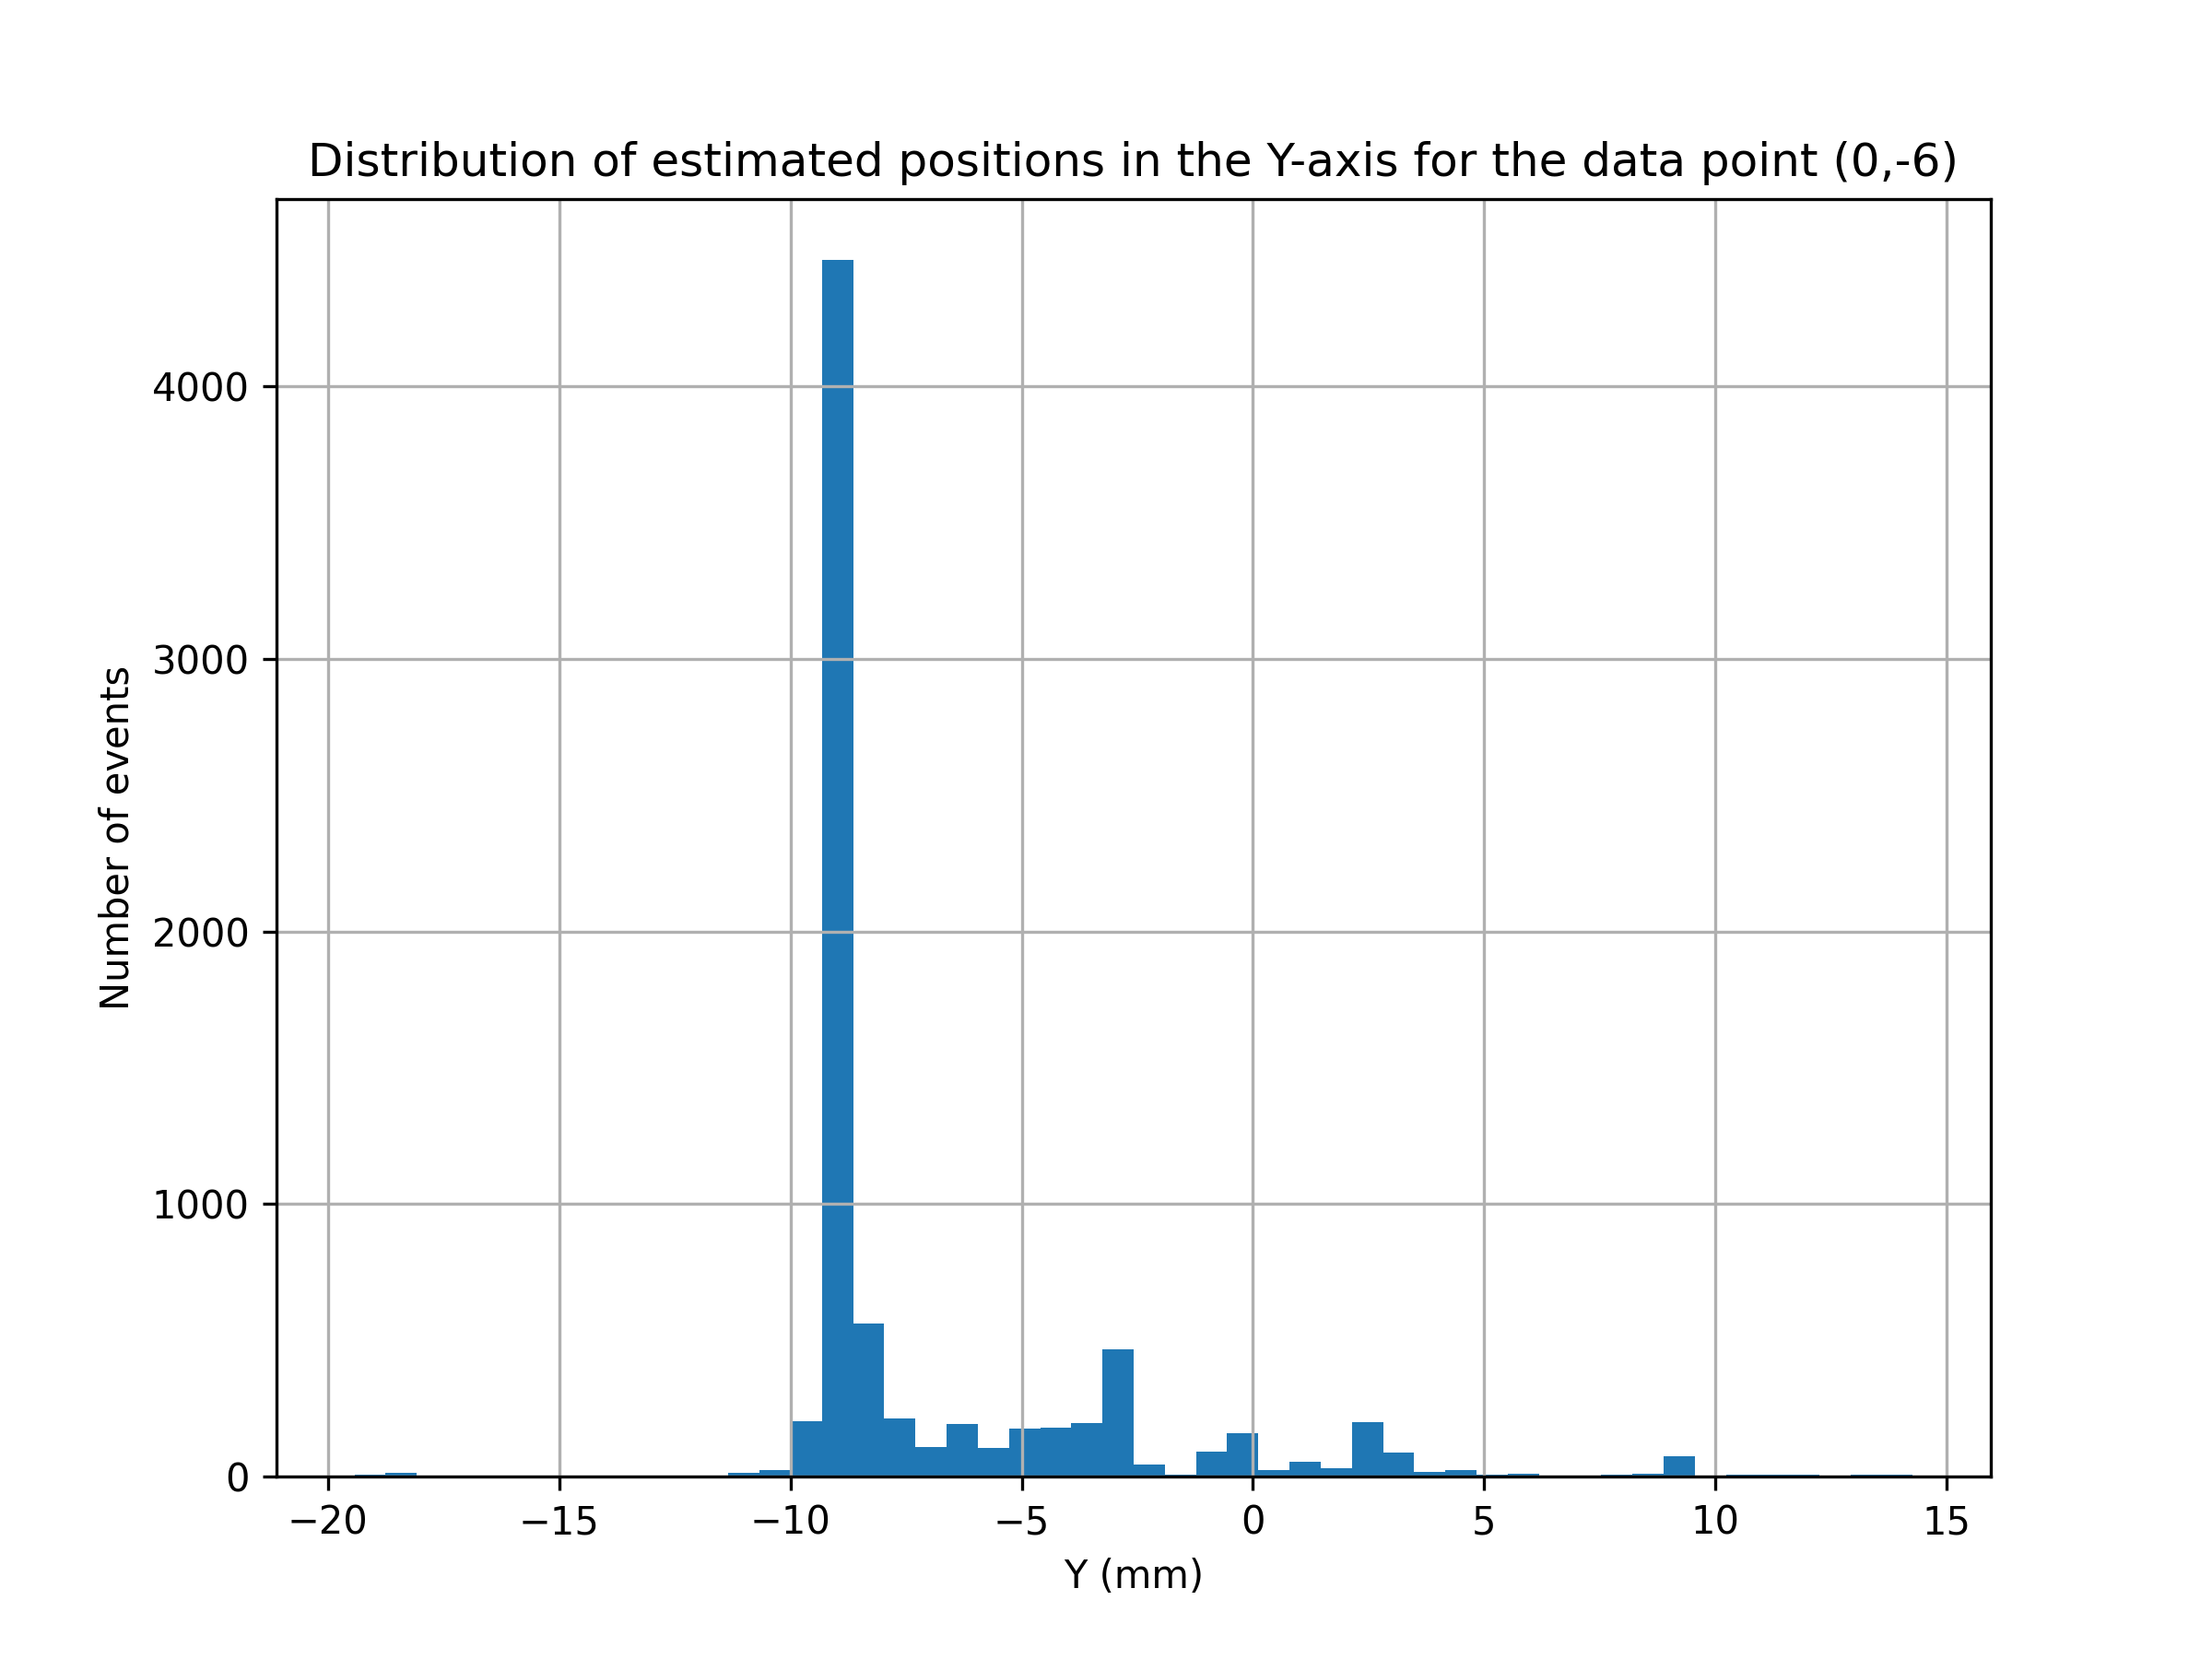 Distribution of estimated positions in the Y-axis for the data point (0,-6)
Number of events
4000
3000
2000
1000
0
−20 −15 −10 −5 0 5 10 15
Y (mm)